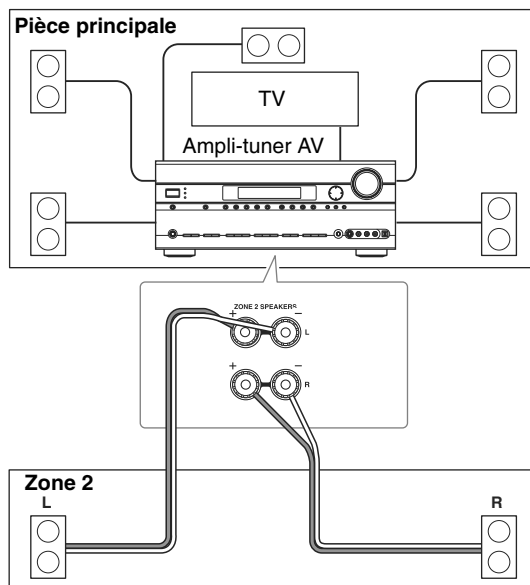 Pièce principale
TV
Ampli-tuner AV
ZONE 2 SPEAKERS
+ −
L
+ −
R
Zone 2
L R